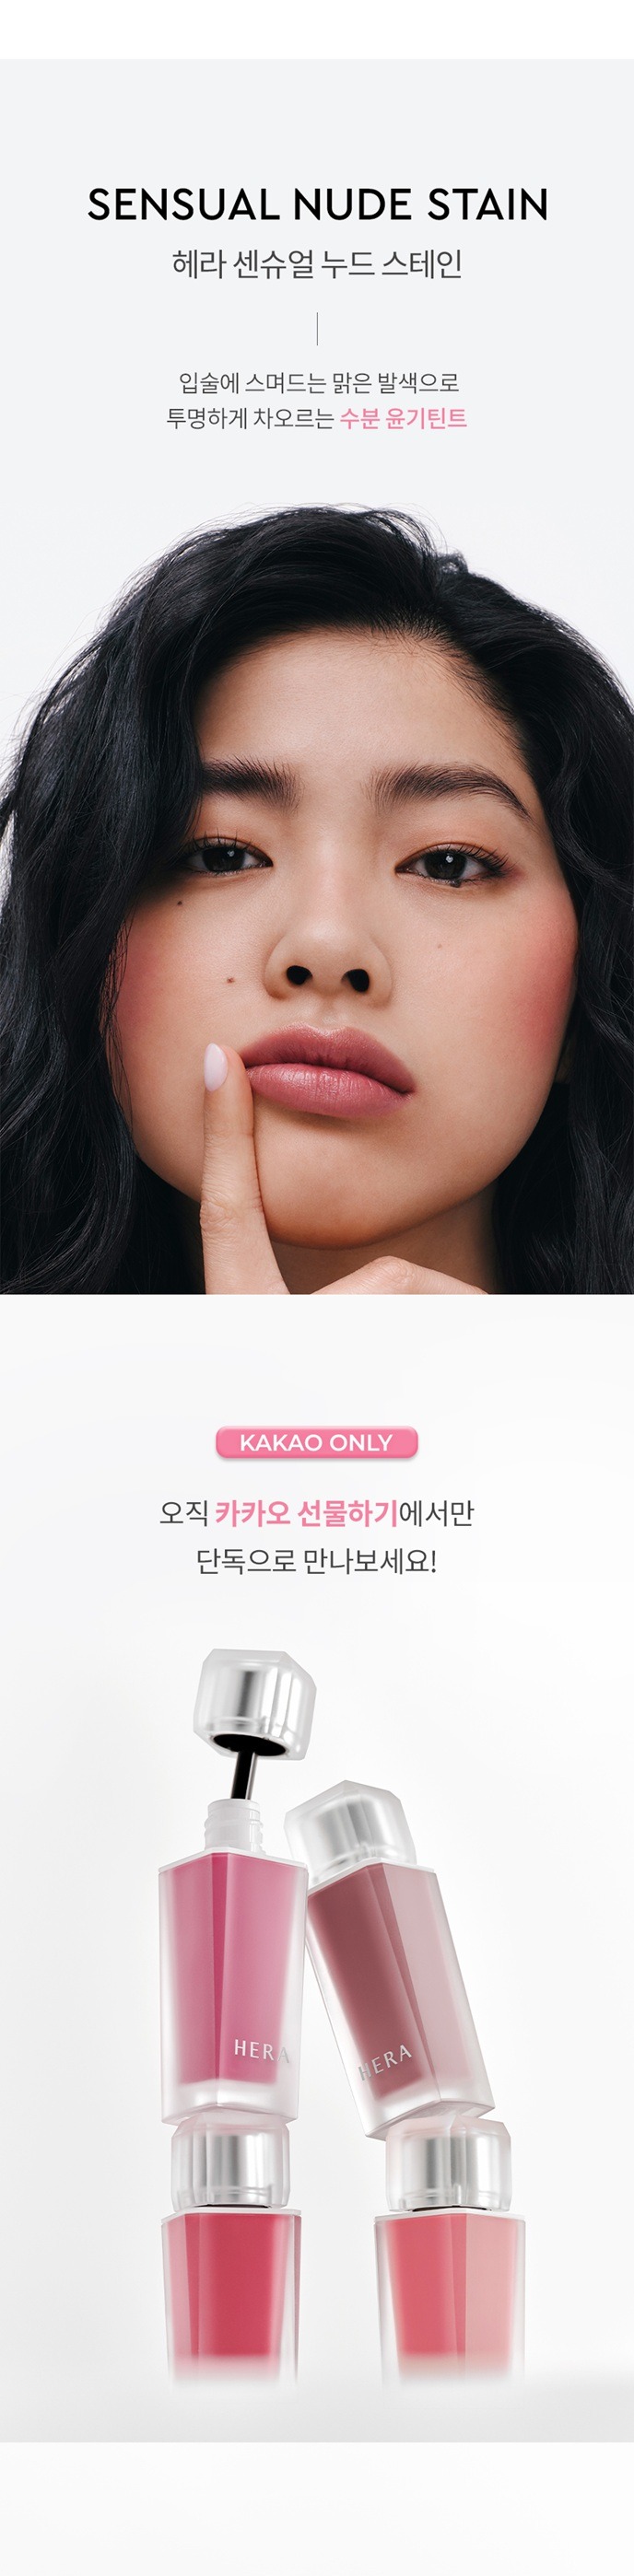 SENSUAL NUDE STAIN
헤라 센슈얼 누드 스테인
입술에 스며드는 맑은 발색으로
투명하게 차오르는 수분 윤기틴트
KAKAO ONLY
오직 카카오 선물하기에서만
단독으로 만나보세요!
HERA
HERA